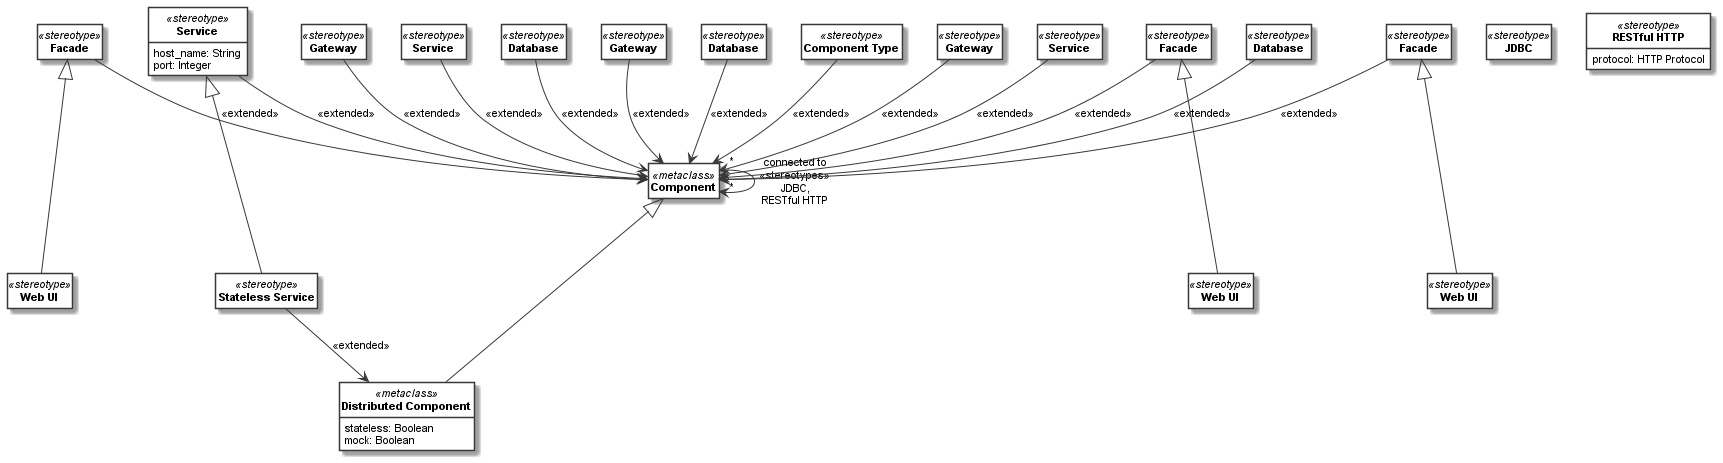 «stereotype»
Facade
«stereotype»
Service
host_name: String
port: Integer
«stereotype»
Gateway
«stereotype»
Service
«stereotype»
Database
«stereotype»
Gateway
«stereotype»
Database
«stereotype»
Component Type
«stereotype»
Gateway
«stereotype»
Service
«stereotype»
Facade
«stereotype»
Database
«stereotype»
Facade
«stereotype»
JDBC
«stereotype»
RESTful HTTP
protocol: HTTP Protocol
«extended»
«extended»
«extended»
«extended»
«extended»
«extended»
«extended»
«extended»
«extended»
«extended»
«extended»
«extended»
«extended»
«metaclass»
Component
*
*
connected to
«stereotypes»
JDBC,
RESTful HTTP
«stereotype»
Web UI
«stereotype»
Stateless Service
«stereotype»
Web UI
«stereotype»
Web UI
«extended»
«metaclass»
Distributed Component
stateless: Boolean
mock: Boolean